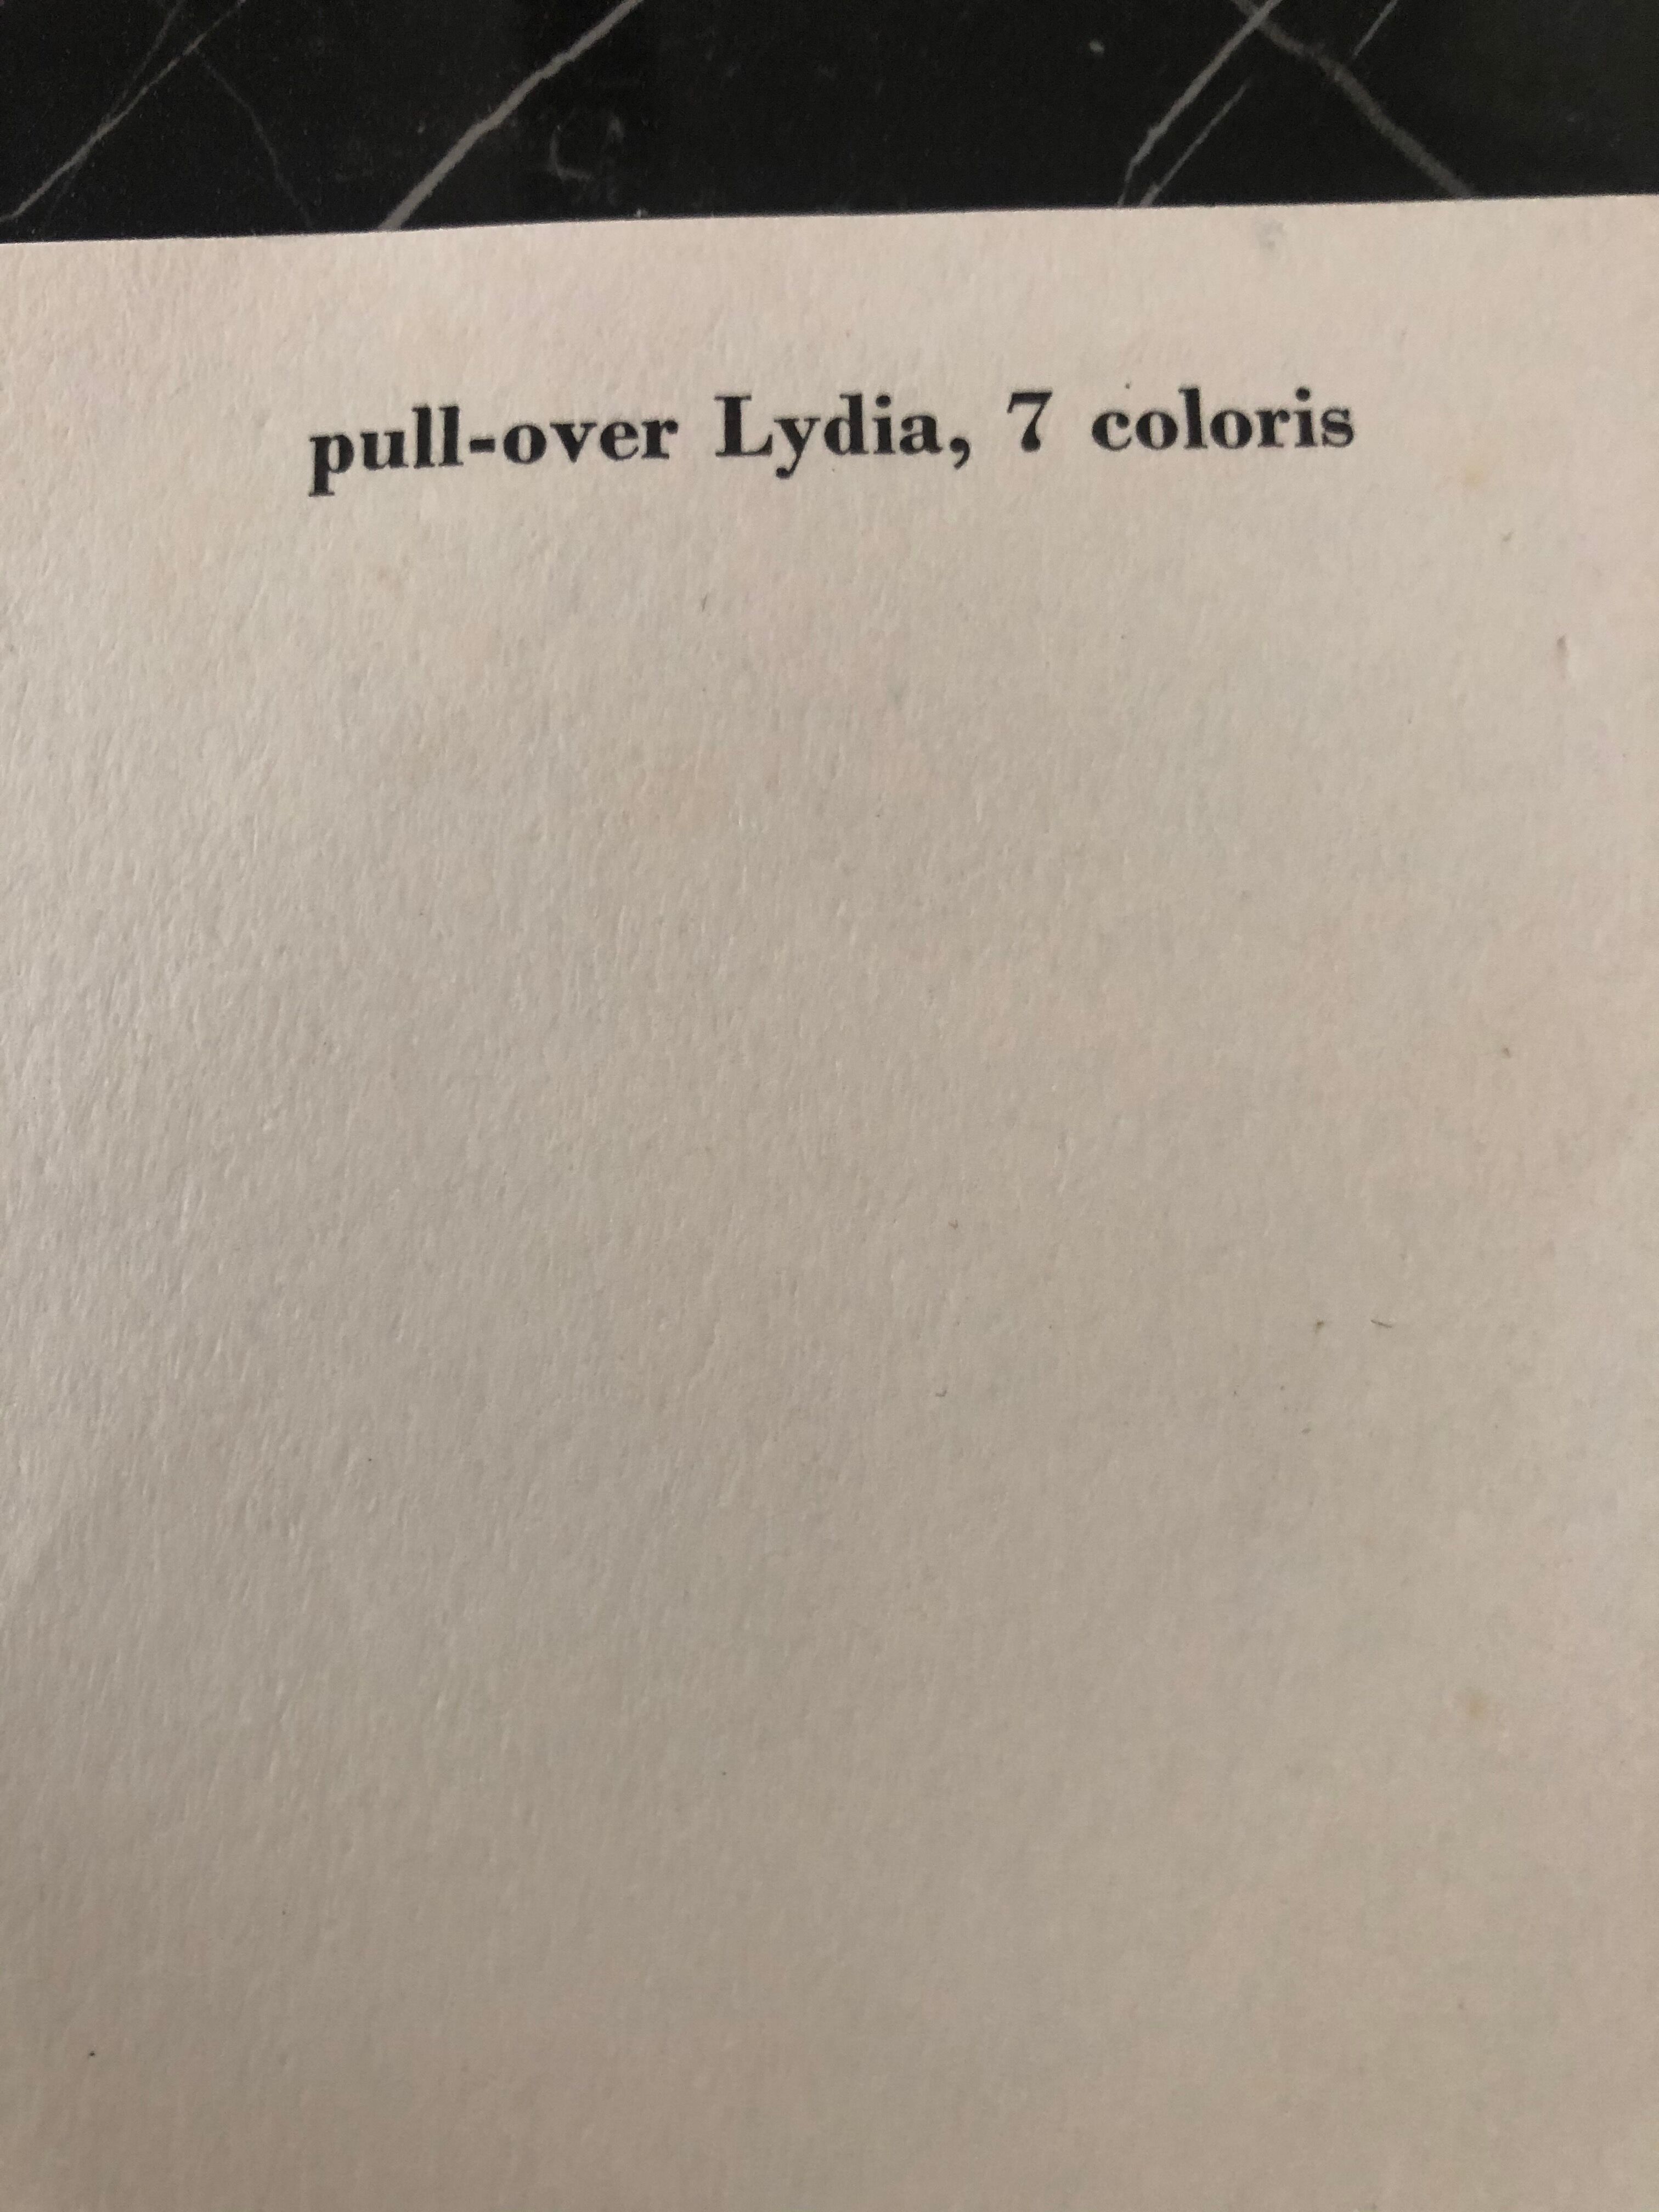 pull-over Lydia, 7 coloris